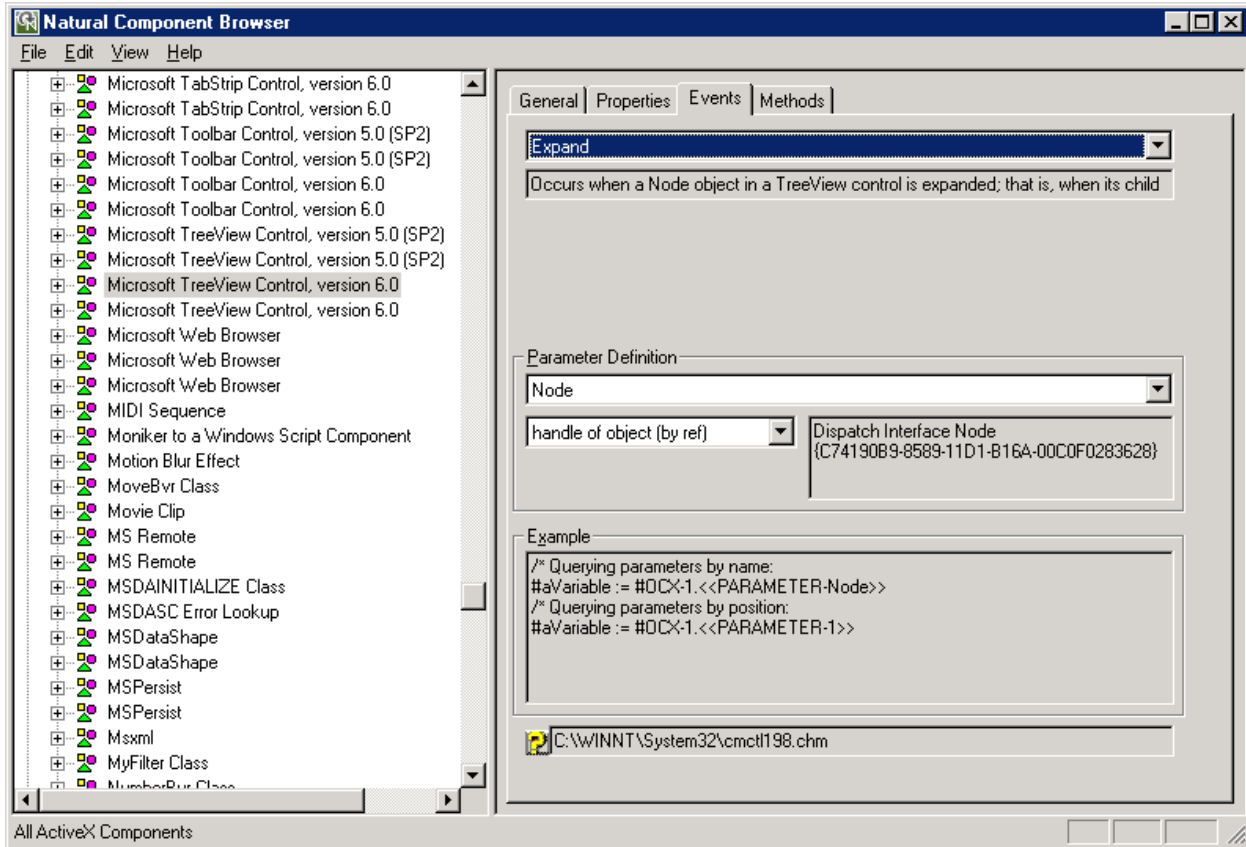 Natural Component Browser
File Edit View Help
Microsoft TabStrip Control, version 6.0
Microsoft TabStrip Control, version 6.0
Microsoft Toolbar Control, version 5.0 (SP2)
Microsoft Toolbar Control, version 5.0 (SP2)
Microsoft Toolbar Control, version 6.0
Microsoft Toolbar Control, version 6.0
Microsoft TreeView Control, version 5.0 (SP2)
Microsoft TreeView Control, version 5.0 (SP2)
Microsoft TreeView Control, version 6.0
Microsoft TreeView Control, version 6.0
Microsoft Web Browser
Microsoft Web Browser
Microsoft Web Browser
MIDI Sequence
Moniker to a Windows Script Component
Motion Blur Effect
MoveBvr Class
Movie Clip
MS Remote
MS Remote
MSDAINITIALIZE Class
MSDASC Error Lookup
MSDataShape
MSDataShape
MSPersist
MSPersist
Msxml
MyFilter Class
NumberBvr Class
General Properties Events Methods
Expand
Occurs when a Node object in a TreeView control is expanded; that is, when its child
Parameter Definition
Node
handle of object (by ref)
Dispatch Interface Node
{C74190B9-8589-11D1-B16A-00C0F0283628}
Example
/* Querying parameters by name:
#aVariable := #OCX-1.<<PARAMETER-Node>>
/* Querying parameters by position:
#aVariable := #OCX-1.<<PARAMETER-1>>
C:\WINNT\System32\cmctl198.chm
All ActiveX Components